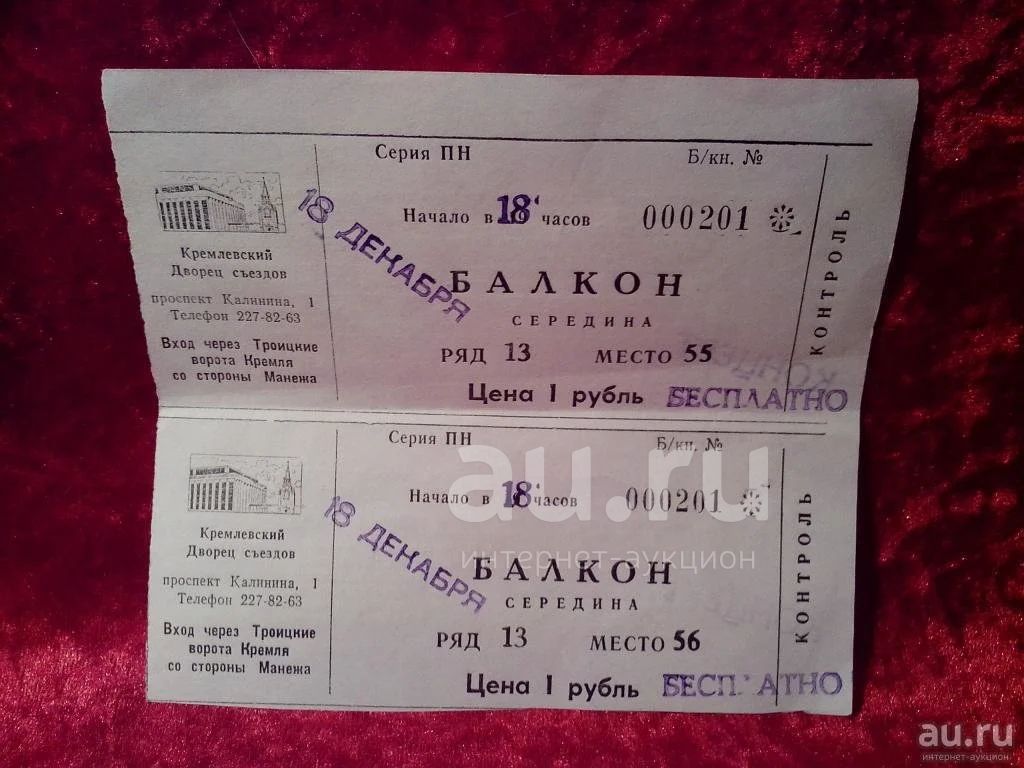 Серия ПН
Б/кн. №
Начало в 18 часов
000201
18 ДЕКАБРЯ
Кремлевский
Дворец съездов
проспект Калинина, 1
Телефон 227-82-63
Вход через Троицкие
ворота Кремля
со стороны Манежа
БАЛКОН
СЕРЕДИНА
РЯД 13 МЕСТО 55
Цена 1 рубль БЕСПЛАТНО
КОНТРОЛЬ
Серия ПН
Б/кн. №
Начало в 18 часов
000201
18 ДЕКАБРЯ
Кремлевский
Дворец съездов
проспект Калинина, 1
Телефон 227-82-63
Вход через Троицкие
ворота Кремля
со стороны Манежа
БАЛКОН
СЕРЕДИНА
РЯД 13 МЕСТО 56
Цена 1 рубль БЕСПЛАТНО
КОНТРОЛЬ
au.ru
интернет-аукцион
au.ru
интернет-аукцион